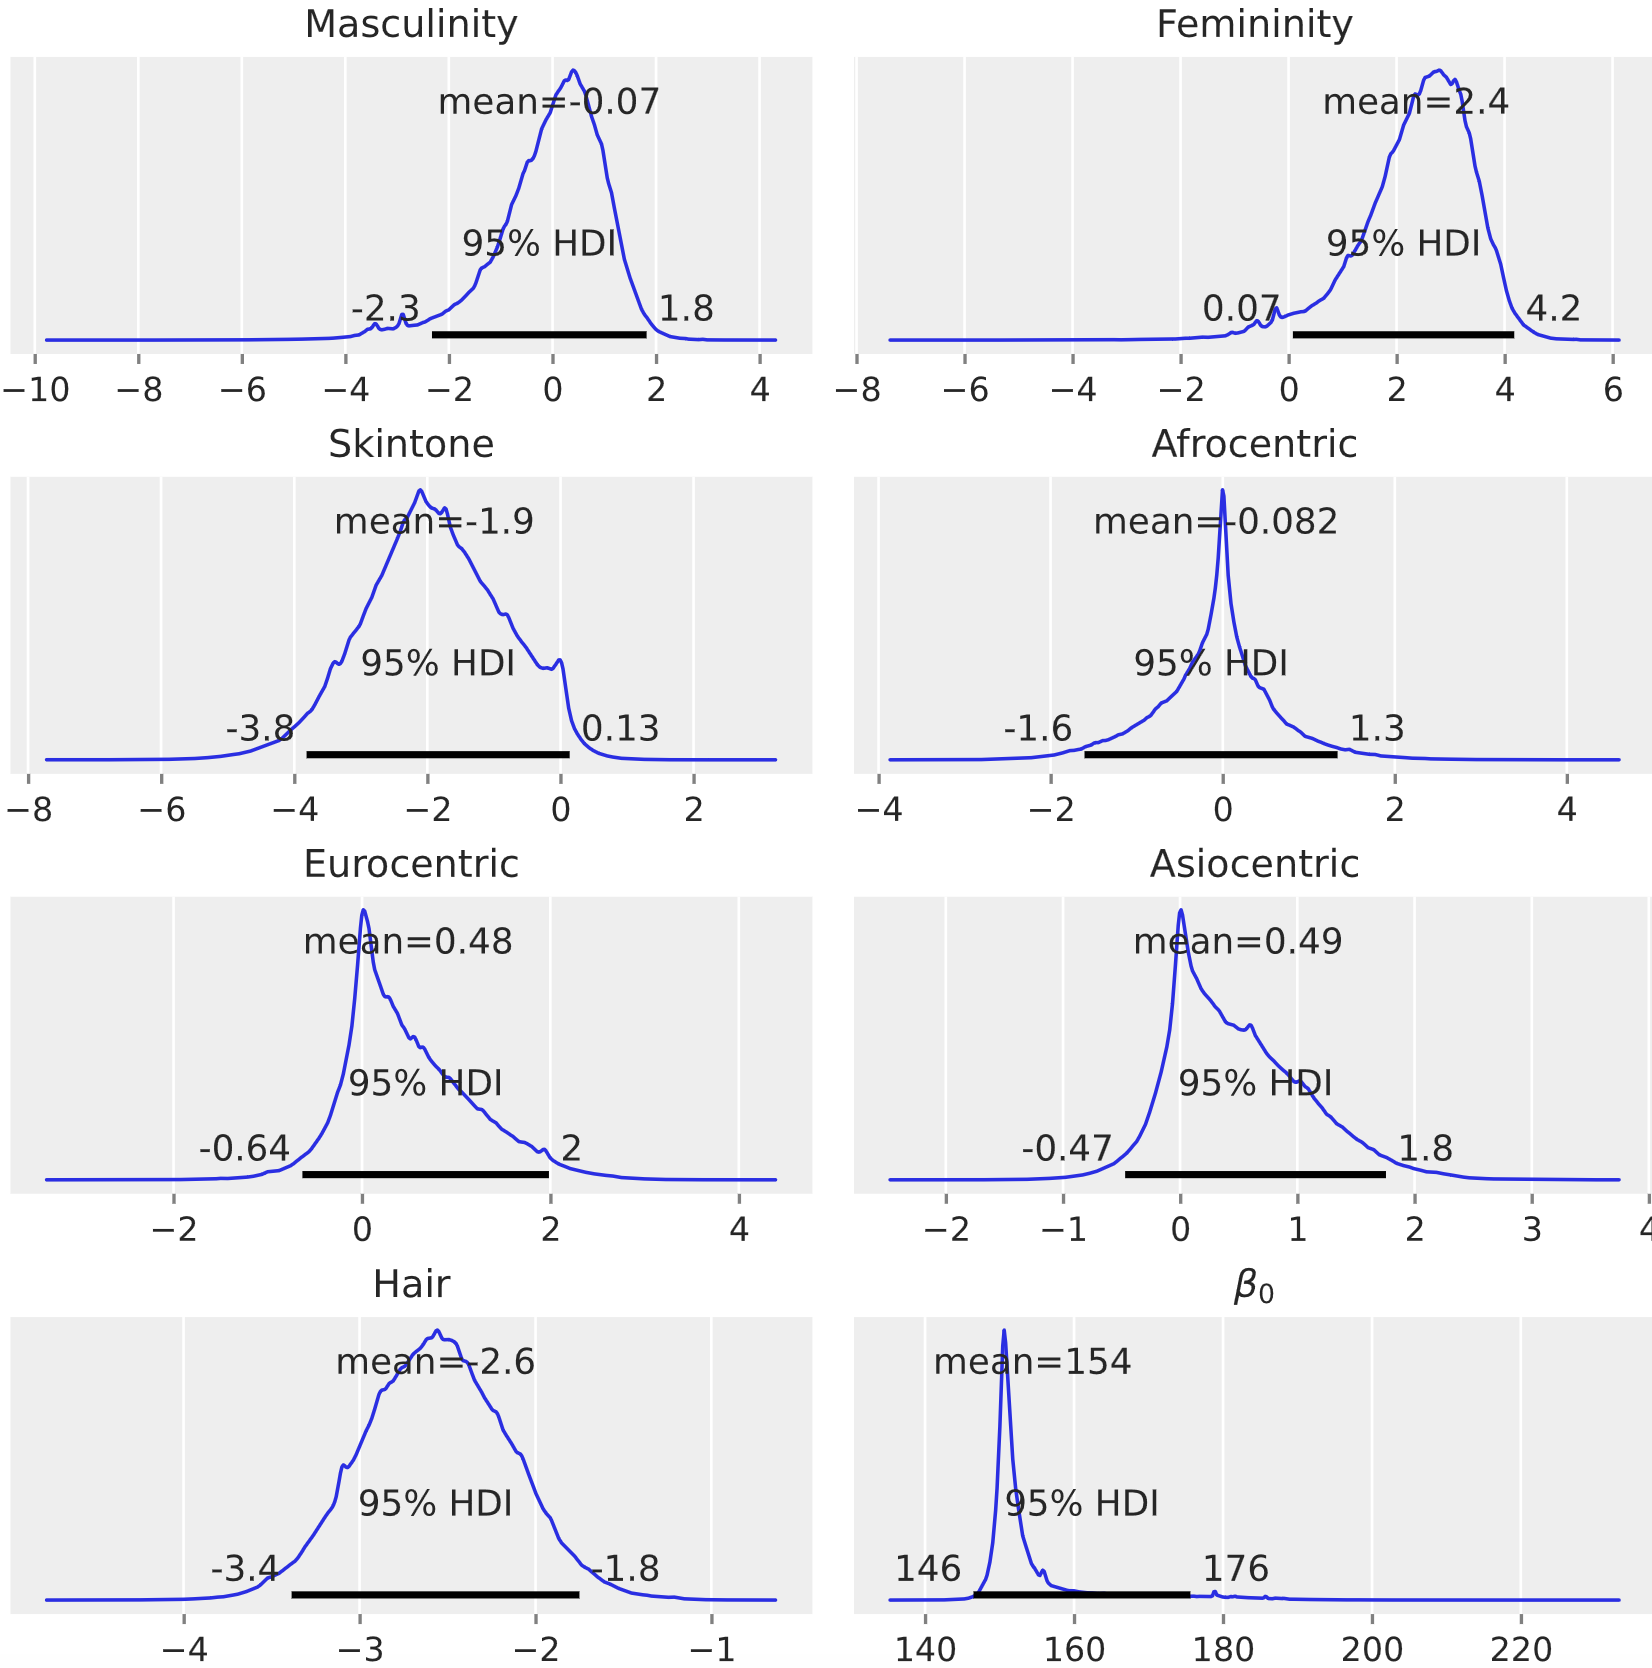 Masculinity
mean=-0.07
95% HDI
-2.3 1.8
−10 −8 −6 −4 −2 0 2 4
Femininity
mean=2.4
95% HDI
0.07 4.2
−8 −6 −4 −2 0 2 4 6
Skintone
mean=-1.9
95% HDI
-3.8 0.13
−8 −6 −4 −2 0 2
Afrocentric
mean=-0.082
95% HDI
-1.6 1.3
−4 −2 0 2 4
Eurocentric
mean=0.48
95% HDI
-0.64 2
−2 0 2 4
Asiocentric
mean=0.49
95% HDI
-0.47 1.8
−2 −1 0 1 2 3 4
Hair
mean=-2.6
95% HDI
-3.4 -1.8
−4 −3 −2 −1
β₀
mean=154
95% HDI
146 176
140 160 180 200 220